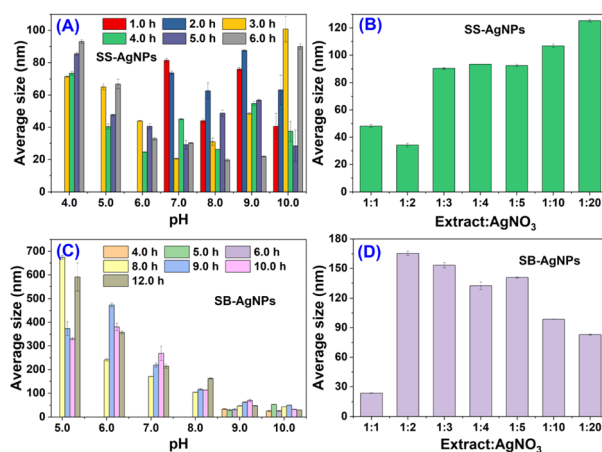 (A)
1.0 h 2.0 h 3.0 h
4.0 h 5.0 h 6.0 h
SS-AgNPs
Average size (nm)
100
80
60
40
20
0
4.0 5.0 6.0 7.0 8.0 9.0 10.0
pH
(B)
SS-AgNPs
Average size (nm)
120
100
80
60
40
20
0
1:1 1:2 1:3 1:4 1:5 1:10 1:20
Extract:AgNO3
(C)
4.0 h 5.0 h 6.0 h
8.0 h 9.0 h 10.0 h
12.0 h
SB-AgNPs
Average size (nm)
700
600
500
400
300
200
100
0
5.0 6.0 7.0 8.0 9.0 10.0
pH
(D)
SB-AgNPs
Average size (nm)
180
150
120
90
60
30
0
1:1 1:2 1:3 1:4 1:5 1:10 1:20
Extract:AgNO3